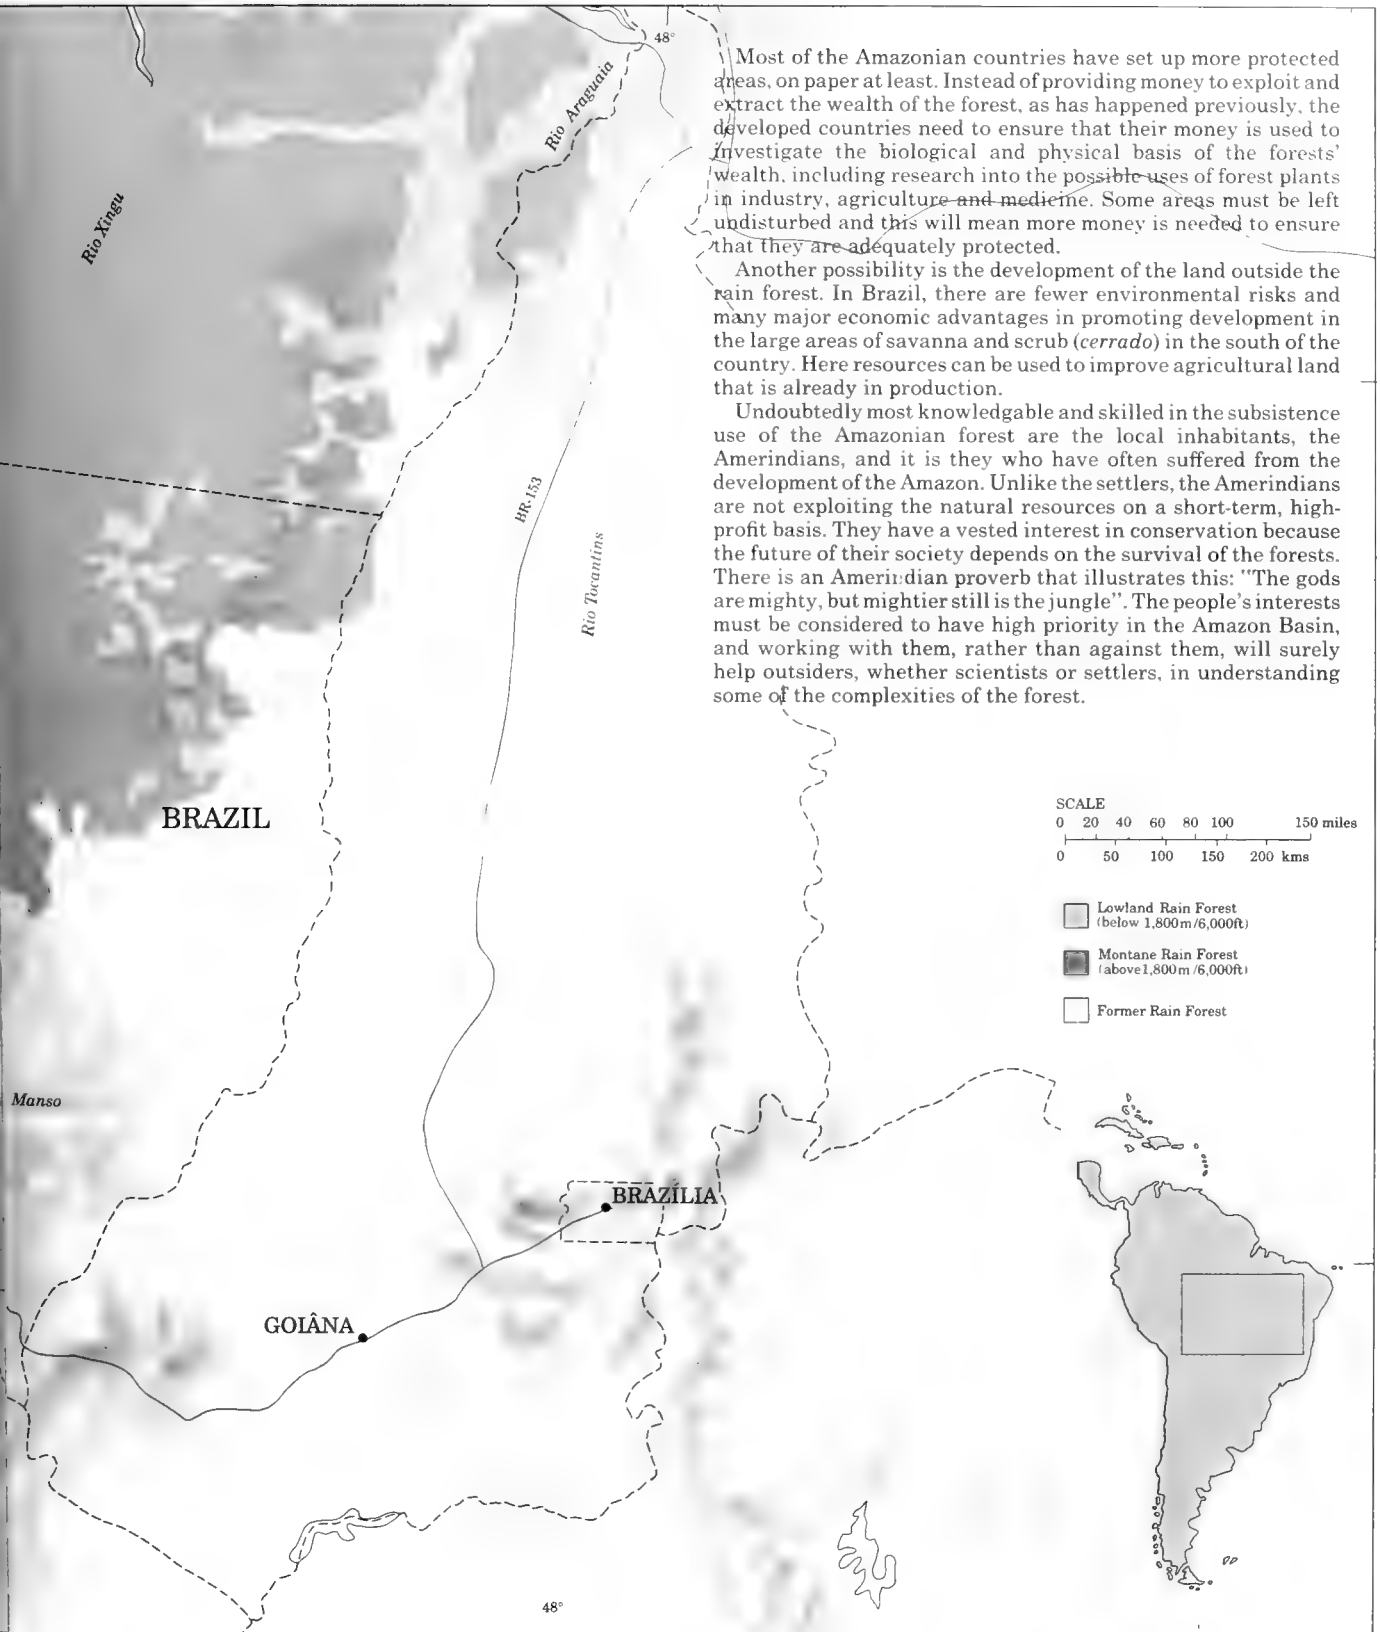 48°
Rio Araguaia
Rio Xingu
Most of the Amazonian countries have set up more protected
areas, on paper at least. Instead of providing money to exploit and
extract the wealth of the forest, as has happened previously, the
developed countries need to ensure that their money is used to
investigate the biological and physical basis of the forests'
wealth, including research into the possible uses of forest plants
in industry, agriculture and medicine. Some areas must be left
undisturbed and this will mean more money is needed to ensure
that they are adequately protected.
Another possibility is the development of the land outside the
rain forest. In Brazil, there are fewer environmental risks and
many major economic advantages in promoting development in
the large areas of savanna and scrub (cerrado) in the south of the
country. Here resources can be used to improve agricultural land
that is already in production.
Undoubtedly most knowledgable and skilled in the subsistence
use of the Amazonian forest are the local inhabitants, the
Amerindians, and it is they who have often suffered from the
development of the Amazon. Unlike the settlers, the Amerindians
are not exploiting the natural resources on a short-term, high-
profit basis. They have a vested interest in conservation because
the future of their society depends on the survival of the forests.
There is an Amerindian proverb that illustrates this: "The gods
are mighty, but mightier still is the jungle". The people's interests
must be considered to have high priority in the Amazon Basin,
and working with them, rather than against them, will surely
help outsiders, whether scientists or settlers, in understanding
some of the complexities of the forest.
BR-153
Rio Tocantins
BRAZIL
SCALE
0 20 40 60 80 100 150 miles
0 50 100 150 200 kms
Lowland Rain Forest
(below 1,800m/6,000ft)
Montane Rain Forest
(above 1,800m/6,000ft)
Former Rain Forest
Manso
BRAZÍLIA
GOIÂNA
48°